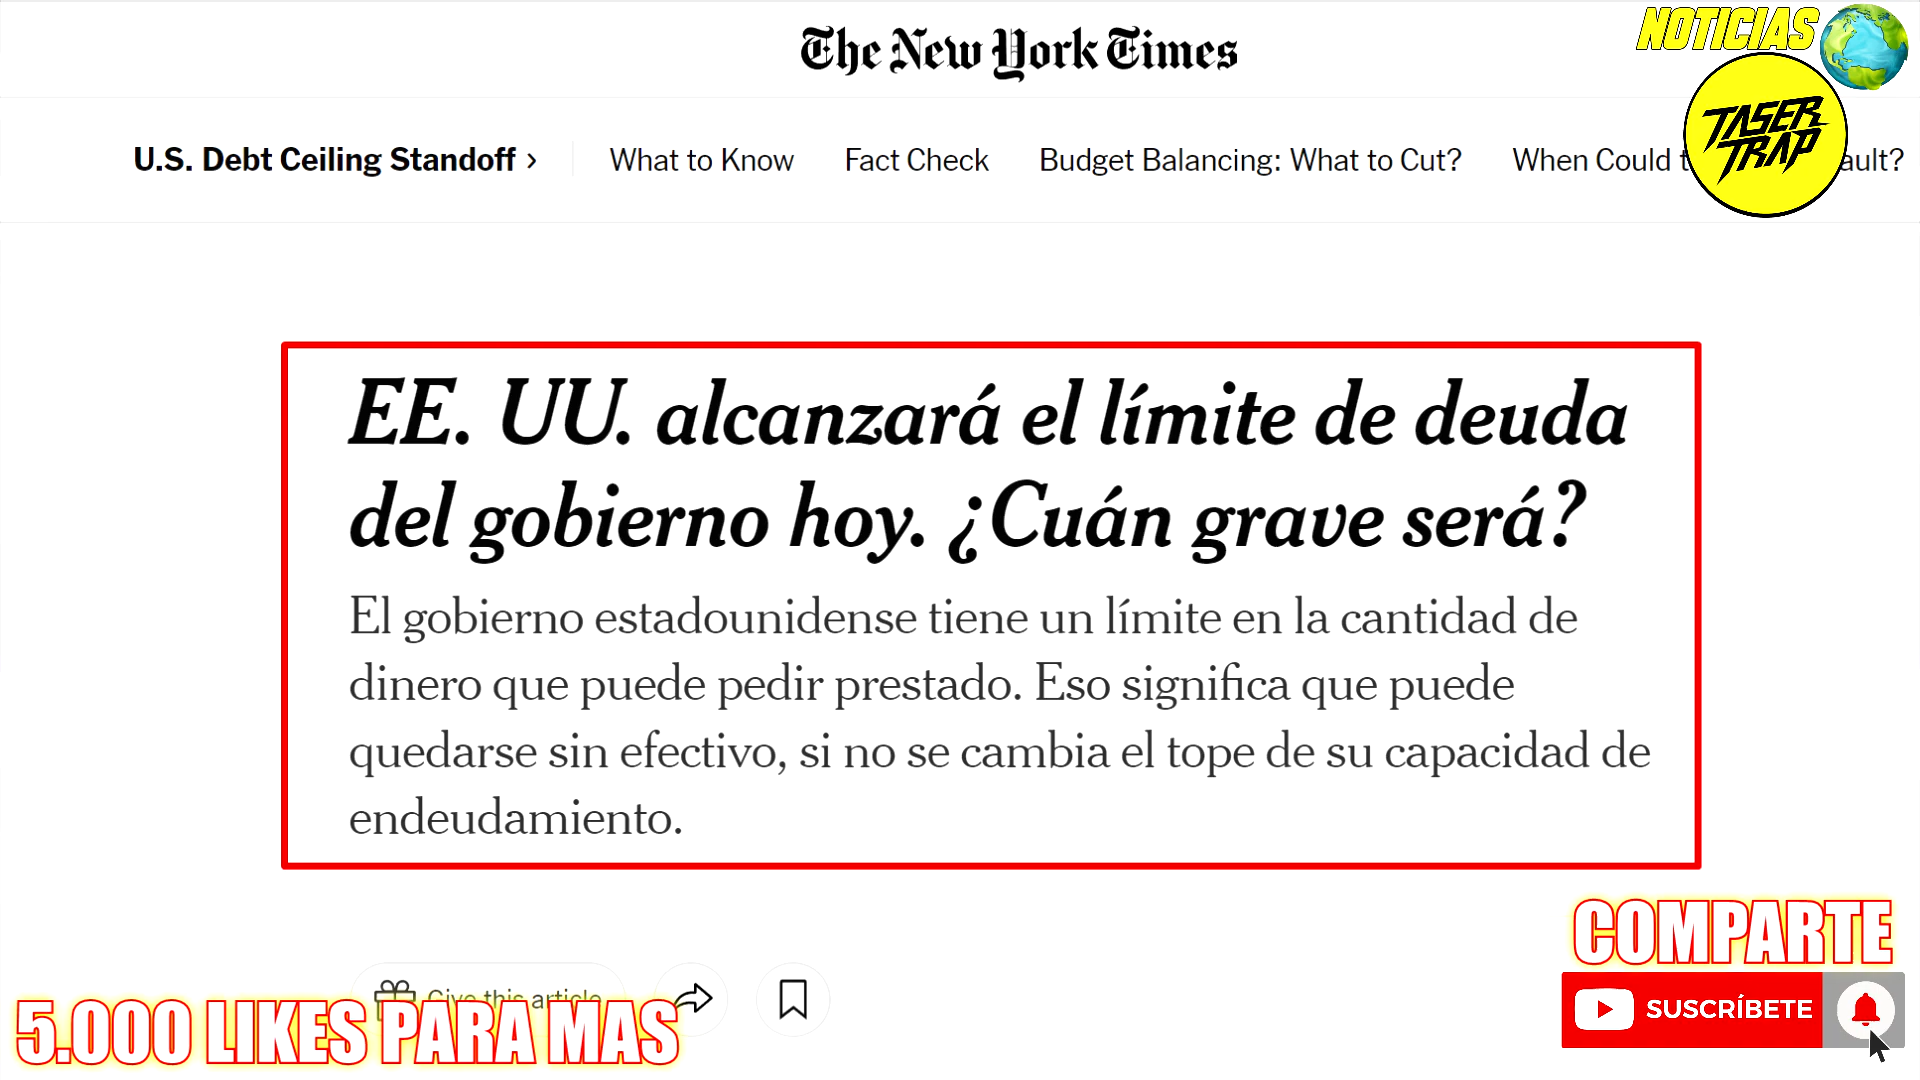 The New York Times
NOTICIAS
TASER
TRAP
U.S. Debt Ceiling Standoff > What to Know Fact Check Budget Balancing: What to Cut? When Could t ault?
EE. UU. alcanzará el límite de deuda
del gobierno hoy. ¿Cuán grave será?
El gobierno estadounidense tiene un límite en la cantidad de
dinero que puede pedir prestado. Eso significa que puede
quedarse sin efectivo, si no se cambia el tope de su capacidad de
endeudamiento.
Give this article
5.000 LIKES PARA MAS
COMPARTE
SUSCRÍBETE